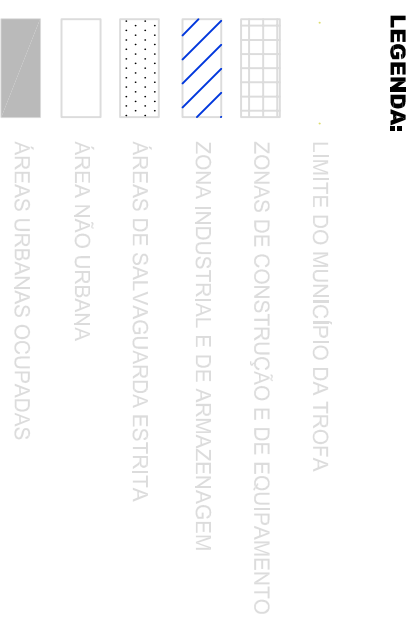 LEGENDA:
LIMITE DO MUNICÍPIO DA TROFA
ZONAS DE CONSTRUÇÃO E DE EQUIPAMENTO
ZONA INDUSTRIAL E DE ARMAZENAGEM
ÁREAS DE SALVAGUARDA ESTRITA
ÁREA NÃO URBANA
ÁREAS URBANAS OCUPADAS